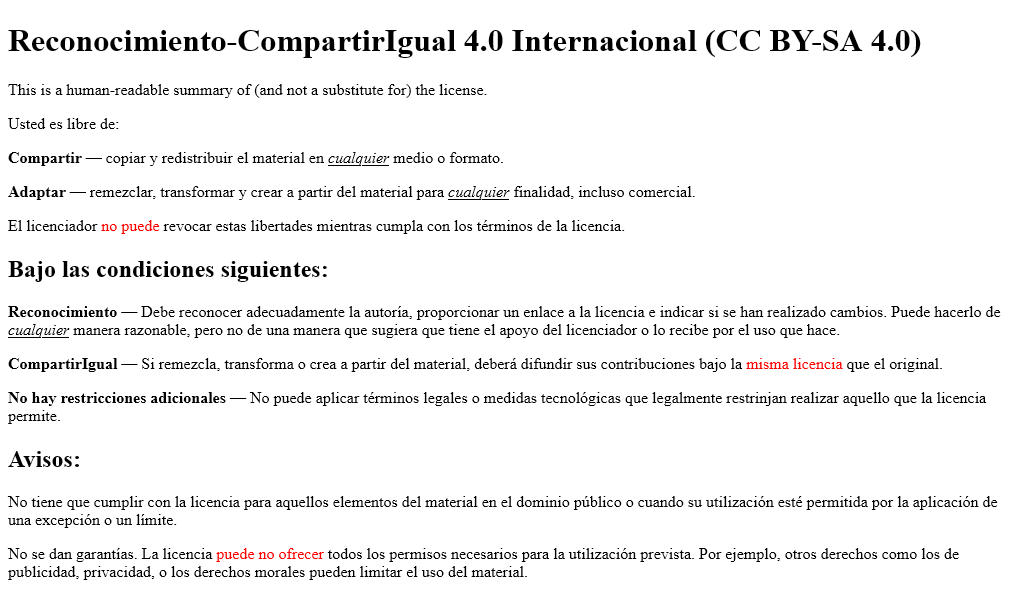 Reconocimiento-CompartirIgual 4.0 Internacional (CC BY-SA 4.0)
This is a human-readable summary of (and not a substitute for) the license.
Usted es libre de:
Compartir — copiar y redistribuir el material en cualquier medio o formato.
Adaptar — remezclar, transformar y crear a partir del material para cualquier finalidad, incluso comercial.
El licenciador no puede revocar estas libertades mientras cumpla con los términos de la licencia.
Bajo las condiciones siguientes:
Reconocimiento — Debe reconocer adecuadamente la autoría, proporcionar un enlace a la licencia e indicar si se han realizado cambios. Puede hacerlo de
cualquier manera razonable, pero no de una manera que sugiera que tiene el apoyo del licenciador o lo recibe por el uso que hace.
CompartirIgual — Si remezcla, transforma o crea a partir del material, deberá difundir sus contribuciones bajo la misma licencia que el original.
No hay restricciones adicionales — No puede aplicar términos legales o medidas tecnológicas que legalmente restrinjan realizar aquello que la licencia
permite.
Avisos:
No tiene que cumplir con la licencia para aquellos elementos del material en el dominio público o cuando su utilización esté permitida por la aplicación de
una excepción o un límite.
No se dan garantías. La licencia puede no ofrecer todos los permisos necesarios para la utilización prevista. Por ejemplo, otros derechos como los de
publicidad, privacidad, o los derechos morales pueden limitar el uso del material.